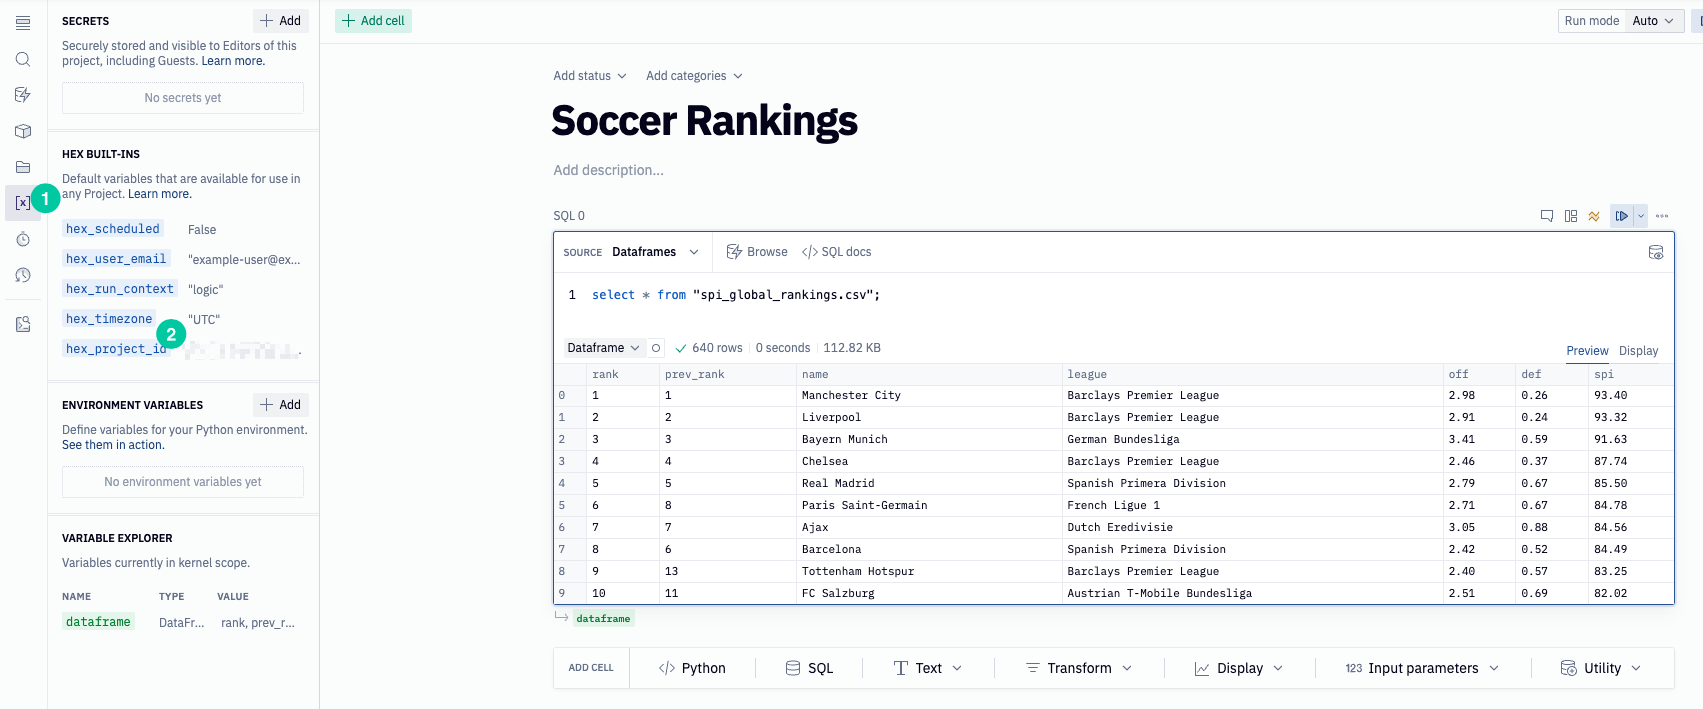 SECRETS
Add
Securely stored and visible to Editors of this
project, including Guests. Learn more.
No secrets yet
HEX BUILT-INS
Default variables that are available for use in
any Project. Learn more.
[x] 1
hex_scheduled False
hex_user_email "example-user@ex...
hex_run_context "logic"
hex_timezone "UTC"
2
hex_project_id .
ENVIRONMENT VARIABLES
Add
Define variables for your Python environment.
See them in action.
No environment variables yet
VARIABLE EXPLORER
Variables currently in kernel scope.
NAME TYPE VALUE
dataframe DataFr... rank, prev_r...
Add cell
Run mode Auto
Add status Add categories
Soccer Rankings
Add description...
SQL 0
SOURCE Dataframes Browse </> SQL docs
1 select * from "spi_global_rankings.csv";
Dataframe 640 rows 0 seconds 112.82 KB
Preview Display
rank prev_rank name league off def spi
0 1 1 Manchester City Barclays Premier League 2.98 0.26 93.40
1 2 2 Liverpool Barclays Premier League 2.91 0.24 93.32
2 3 3 Bayern Munich German Bundesliga 3.41 0.59 91.63
3 4 4 Chelsea Barclays Premier League 2.46 0.37 87.74
4 5 5 Real Madrid Spanish Primera Division 2.79 0.67 85.50
5 6 8 Paris Saint-Germain French Ligue 1 2.71 0.67 84.78
6 7 7 Ajax Dutch Eredivisie 3.05 0.88 84.56
7 8 6 Barcelona Spanish Primera Division 2.42 0.52 84.49
8 9 13 Tottenham Hotspur Barclays Premier League 2.40 0.57 83.25
9 10 11 FC Salzburg Austrian T-Mobile Bundesliga 2.51 0.69 82.02
dataframe
ADD CELL </> Python SQL Text Transform Display 123 Input parameters Utility